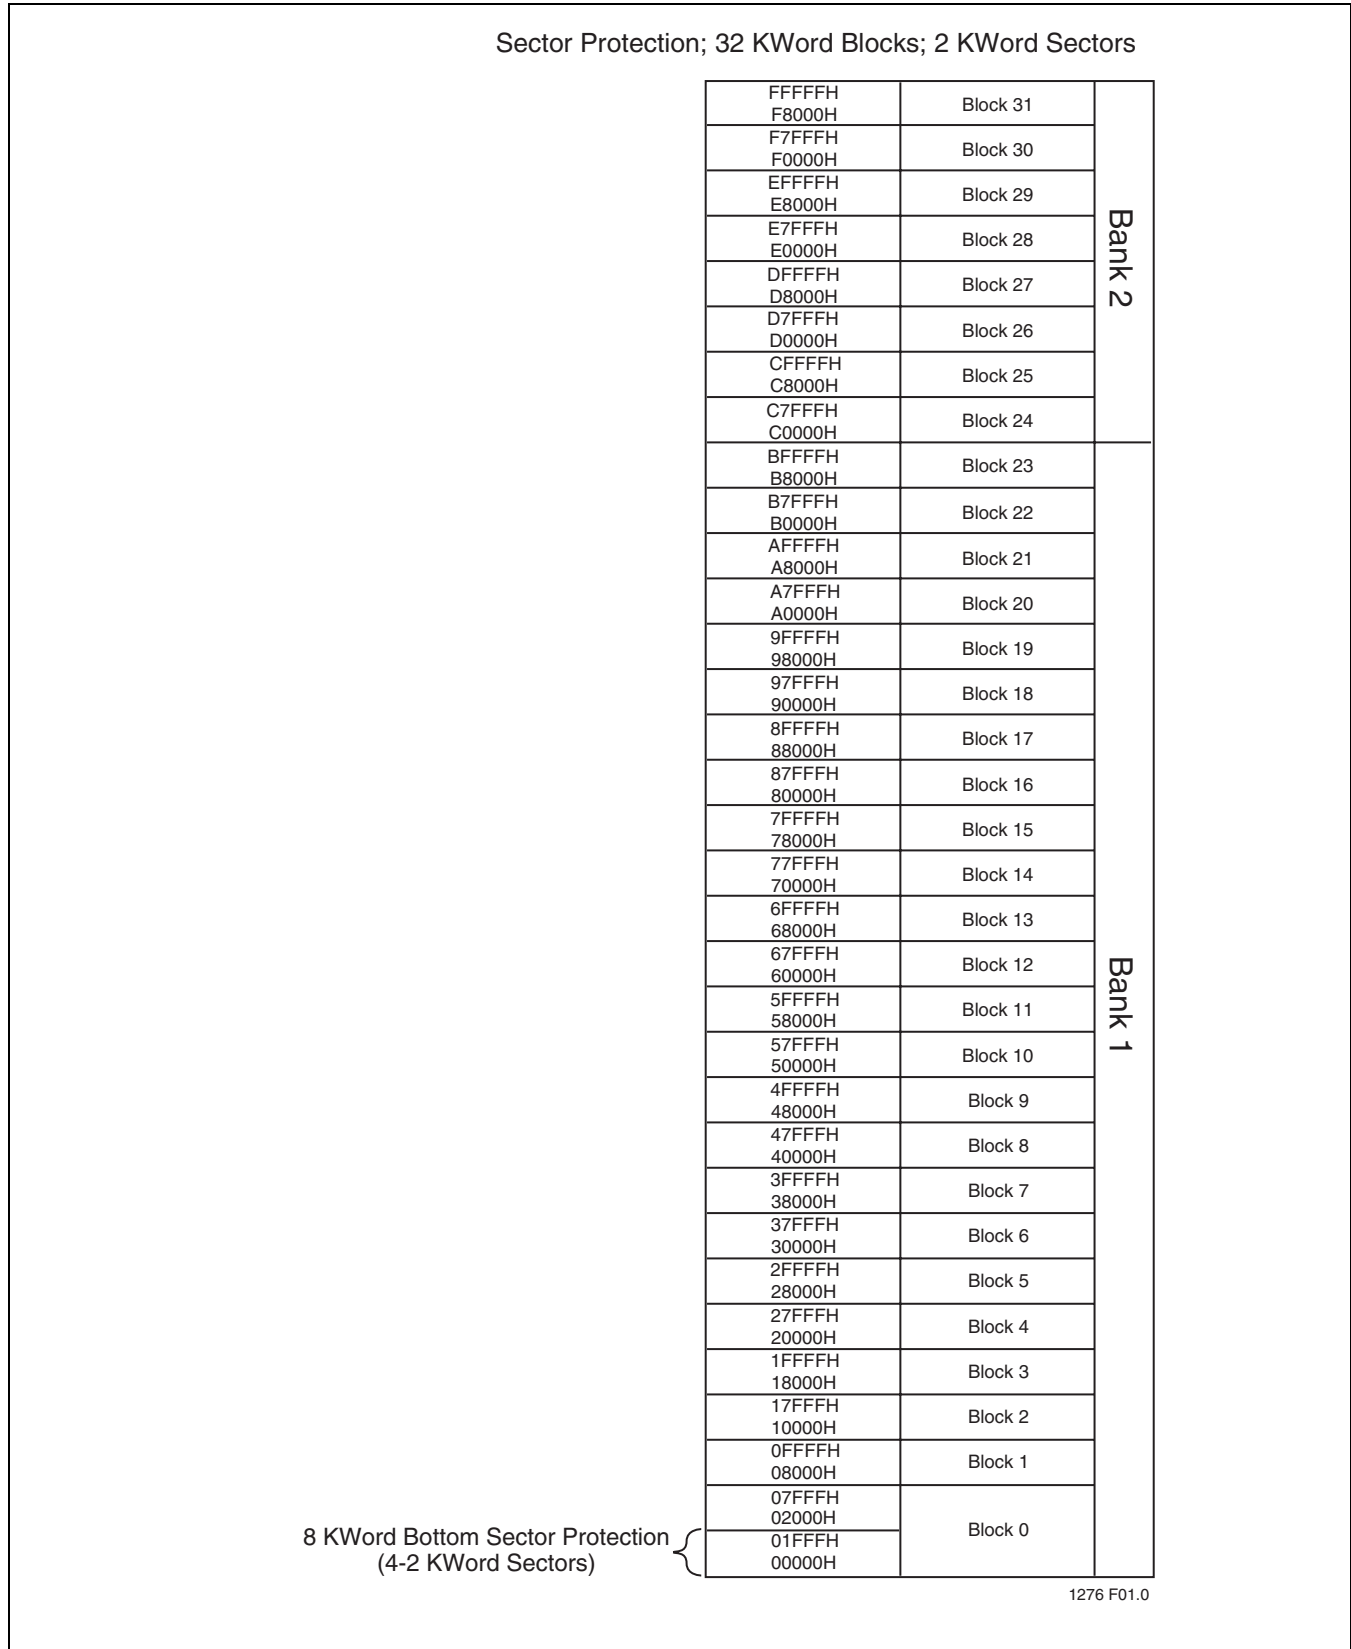 Sector Protection; 32 KWord Blocks; 2 KWord Sectors
FFFFFH
F8000H
Block 31
F7FFFH
F0000H
Block 30
EFFFFH
E8000H
Block 29
E7FFFH
E0000H
Block 28
DFFFFH
D8000H
Block 27
D7FFFH
D0000H
Block 26
CFFFFH
C8000H
Block 25
C7FFFH
C0000H
Block 24
Bank 2
BFFFFH
B8000H
Block 23
B7FFFH
B0000H
Block 22
AFFFFH
A8000H
Block 21
A7FFFH
A0000H
Block 20
9FFFFH
98000H
Block 19
97FFFH
90000H
Block 18
8FFFFH
88000H
Block 17
87FFFH
80000H
Block 16
7FFFFH
78000H
Block 15
77FFFH
70000H
Block 14
6FFFFH
68000H
Block 13
67FFFH
60000H
Block 12
5FFFFH
58000H
Block 11
57FFFH
50000H
Block 10
4FFFFH
48000H
Block 9
47FFFH
40000H
Block 8
3FFFFH
38000H
Block 7
37FFFH
30000H
Block 6
2FFFFH
28000H
Block 5
27FFFH
20000H
Block 4
1FFFFH
18000H
Block 3
17FFFH
10000H
Block 2
0FFFFH
08000H
Block 1
07FFFH
02000H
01FFFH
00000H
Block 0
Bank 1
8 KWord Bottom Sector Protection
(4-2 KWord Sectors)
1276 F01.0